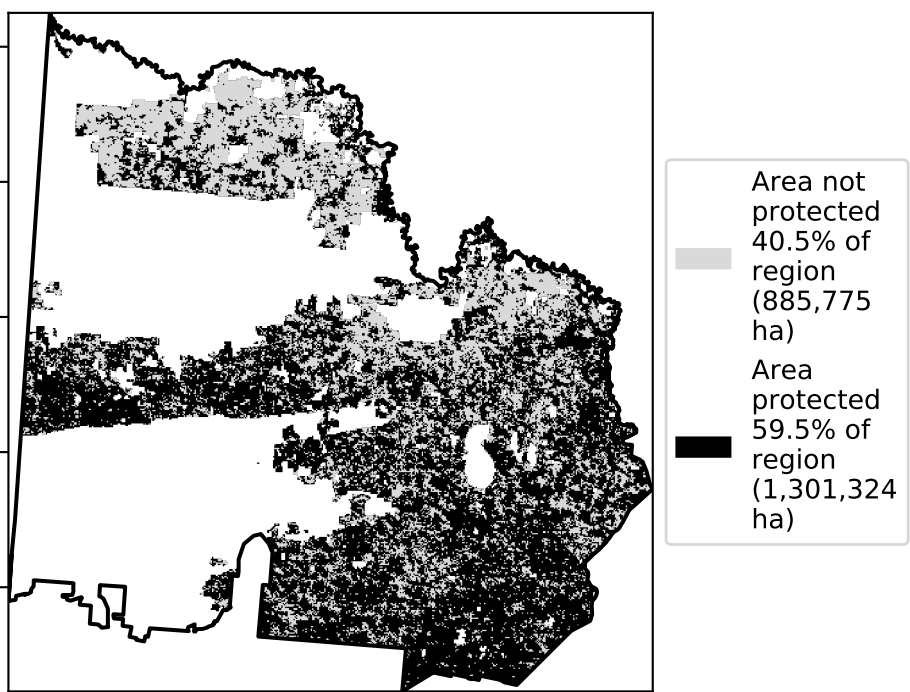 Area not
protected
40.5% of
region
(885,775
ha)
Area
protected
59.5% of
region
(1,301,324
ha)